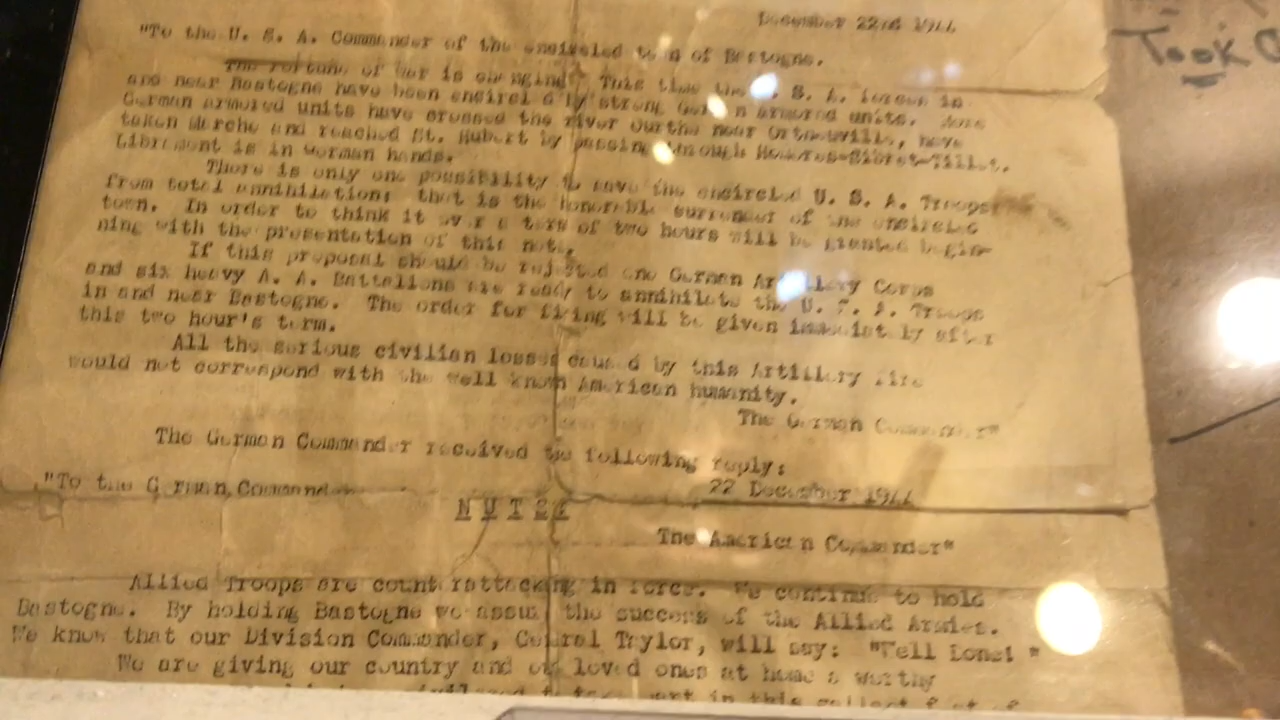 December 22nd 1944
"To the U. S. A. Commander of the encircled town of Bastogne.
The fortune of war is changing. This time the U. S. A. forces in
and near Bastogne have been encircled by strong German armored units. More
German armored units have crossed the river Ourthe near Ortheuville, have
taken Marche and reached St. Hubert by passing through Hombres-Sibret-Tillet.
Libramont is in German hands.
There is only one possibility to save the encircled U. S. A. Troops
from total annihilation: that is the honorable surrender of the encircled
town. In order to think it over a term of two hours will be granted begin-
ning with the presentation of this note.
If this proposal should be rejected one German Artillery Corps
and six heavy A. A. Battalions are ready to annihilate the U. S. A. Troops
in and near Bastogne. The order for firing will be given immediately after
this two hour's term.
All the serious civilian losses caused by this Artillery fire
would not correspond with the well known American humanity.
The German Commander"
The German Commander received the following reply:
22 December 1944
"To the German Commander
N U T S !
The American Commander"
Allied Troops are counterattacking in force. We continue to hold
Bastogne. By holding Bastogne we assure the success of the Allied Armies.
We know that our Division Commander, General Taylor, will say: "Well Done! "
We are giving our country and our loved ones at home a worthy
Took